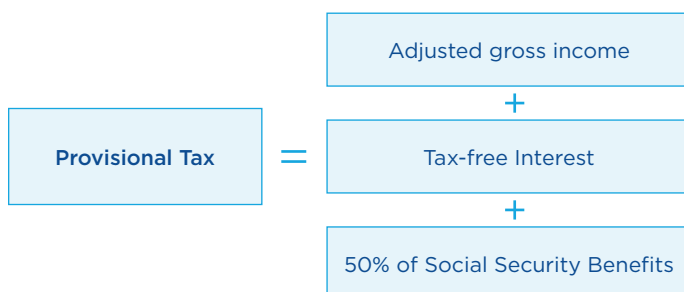 Adjusted gross income
+
Provisional Tax
=
Tax-free Interest
+
50% of Social Security Benefits